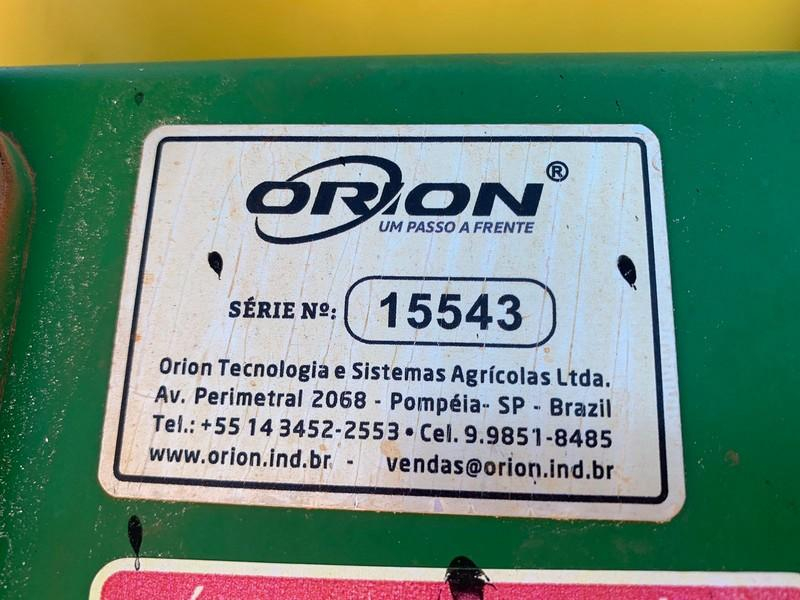 ORION®
UM PASSO A FRENTE
SÉRIE Nº: 15543
Orion Tecnologia e Sistemas Agrícolas Ltda.
Av. Perimetral 2068 - Pompéia- SP - Brazil
Tel.: +55 14 3452-2553 • Cel. 9.9851-8485
www.orion.ind.br - vendas@orion.ind.br